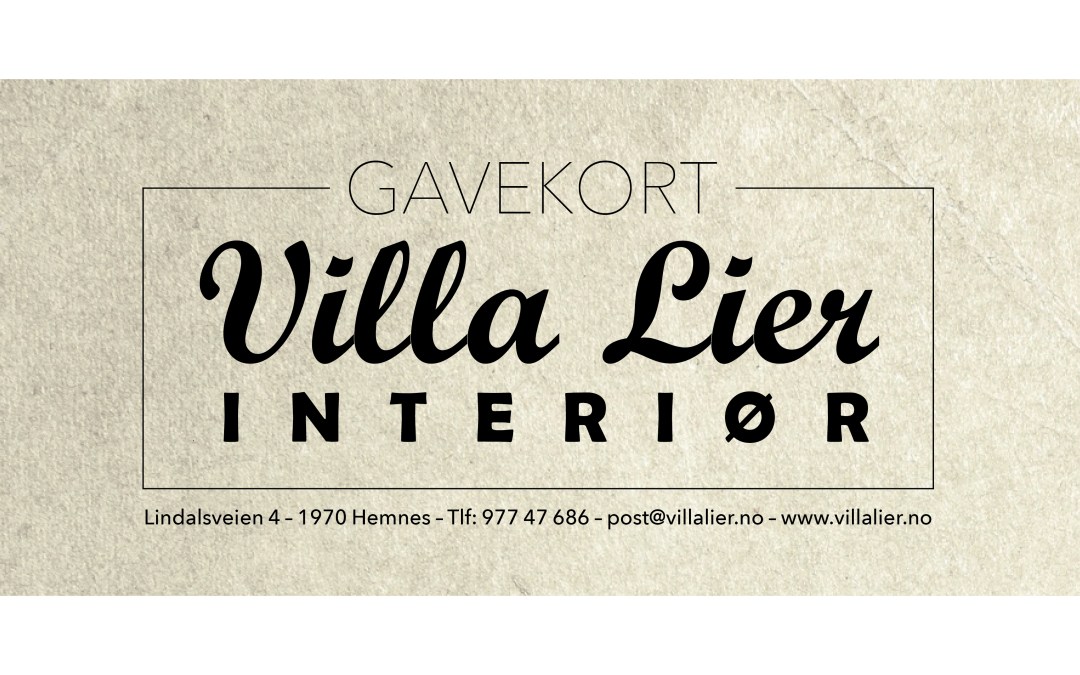 GAVEKORT
Villa Lier
INTERIØR
Lindalsveien 4 – 1970 Hemnes – Tlf: 977 47 686 – post@villalier.no – www.villalier.no